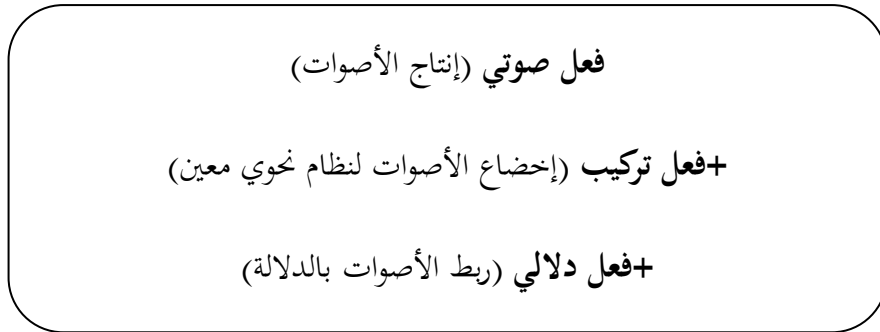 فعل صوتي (إنتاج الأصوات)
+فعل تركيب (إخضاع الأصوات لنظام نحوي معين)
+فعل دلالي (ربط الأصوات بالدلالة)